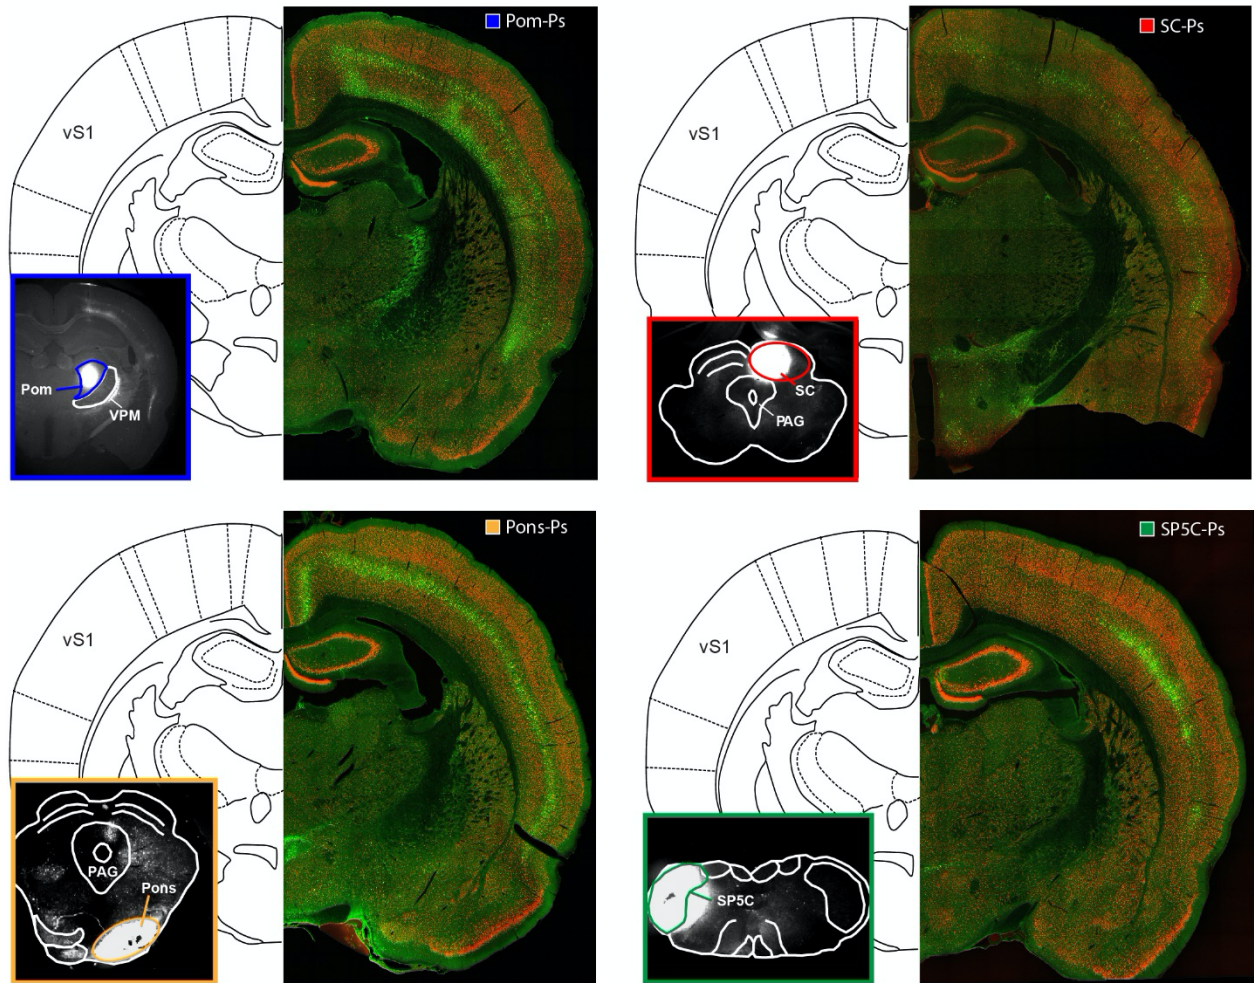 Pom-Ps
vS1
Pom
VPM
SC-Ps
vS1
SC
PAG
Pons-Ps
vS1
PAG
Pons
SP5C-Ps
vS1
SP5C